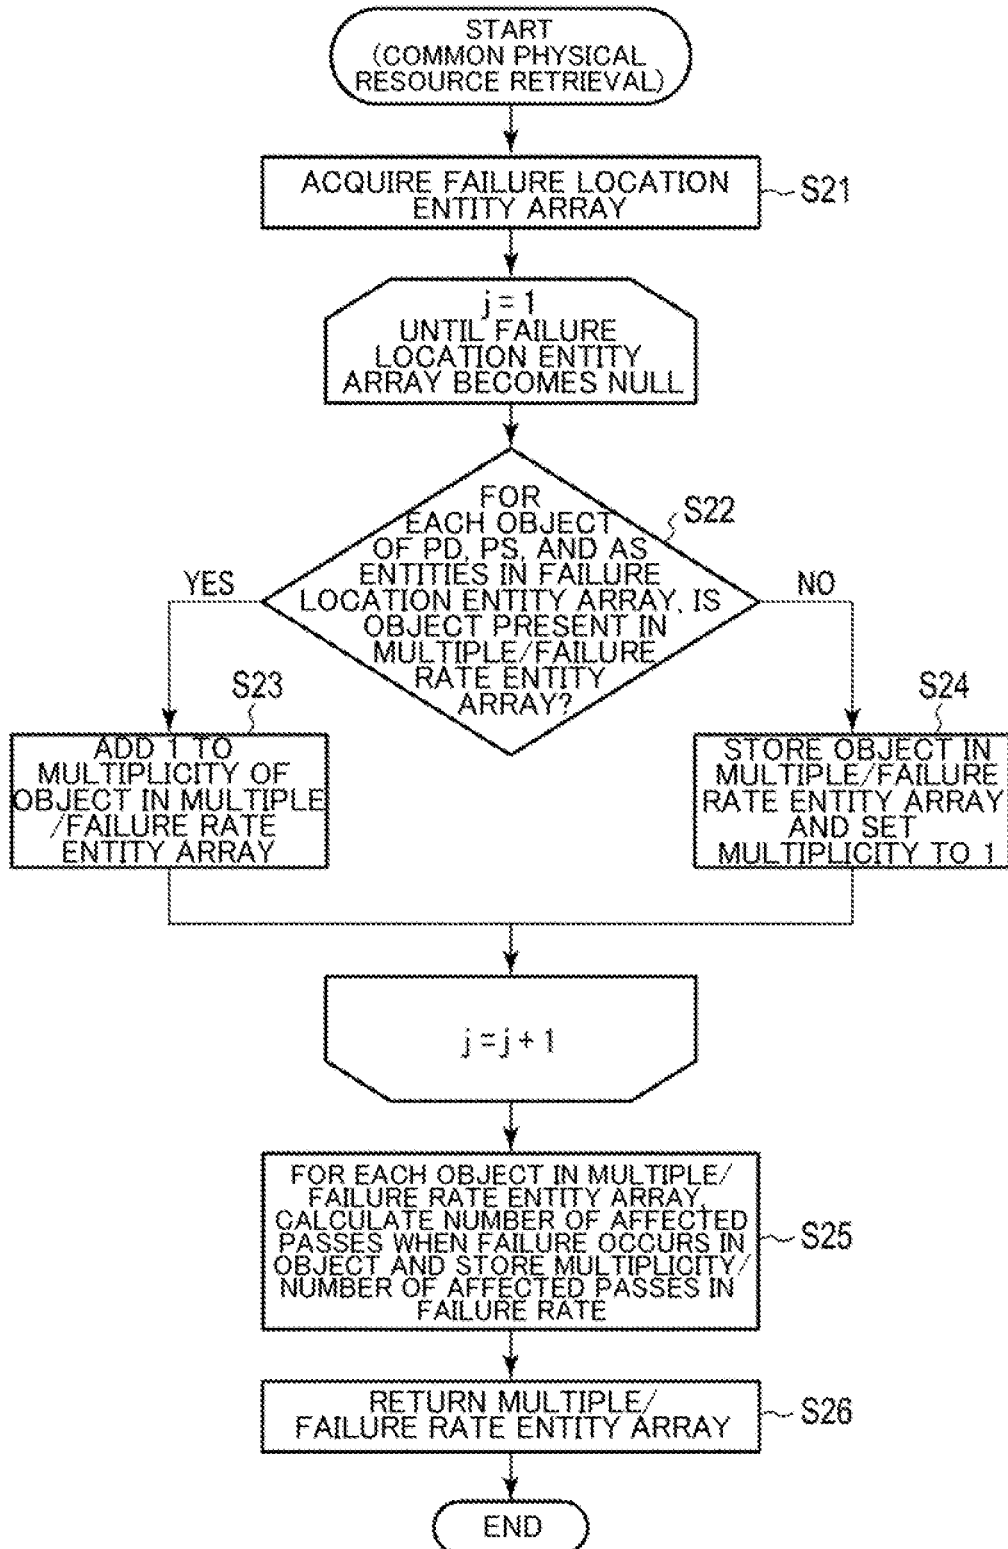 START
(COMMON PHYSICAL
RESOURCE RETRIEVAL)
ACQUIRE FAILURE LOCATION
ENTITY ARRAY
S21
j = 1
UNTIL FAILURE
LOCATION ENTITY
ARRAY BECOMES NULL
FOR
EACH OBJECT
OF PD, PS, AND AS
ENTITIES IN FAILURE
LOCATION ENTITY ARRAY, IS
OBJECT PRESENT IN
MULTIPLE/FAILURE
RATE ENTITY
ARRAY?
S22
YES
NO
S23
ADD 1 TO
MULTIPLICITY OF
OBJECT IN MULTIPLE
/FAILURE RATE
ENTITY ARRAY
S24
STORE OBJECT IN
MULTIPLE/FAILURE
RATE ENTITY ARRAY
AND SET
MULTIPLICITY TO 1
j = j + 1
FOR EACH OBJECT IN MULTIPLE/
FAILURE RATE ENTITY ARRAY,
CALCULATE NUMBER OF AFFECTED
PASSES WHEN FAILURE OCCURS IN
OBJECT AND STORE MULTIPLICITY/
NUMBER OF AFFECTED PASSES IN
FAILURE RATE
S25
RETURN MULTIPLE/
FAILURE RATE ENTITY ARRAY
S26
END